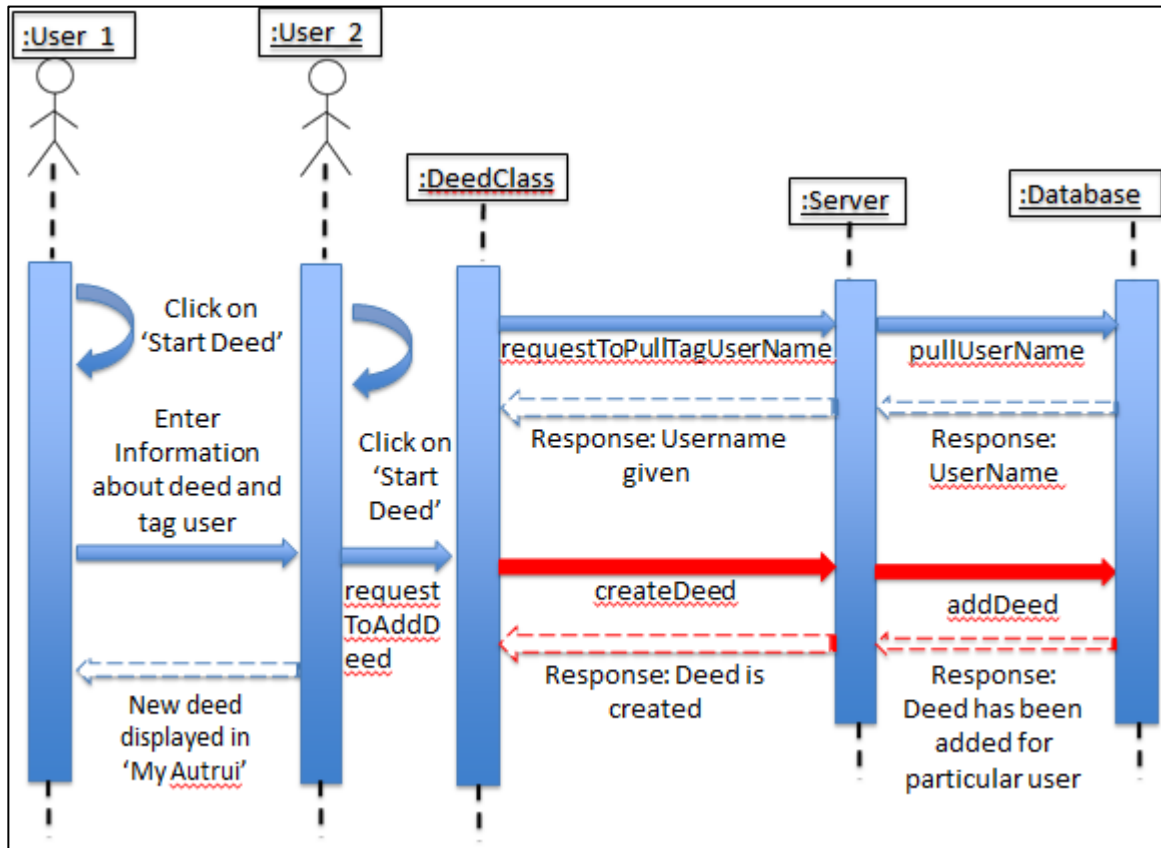 :User_1
:User_2
:DeedClass
:Server
:Database
Click on
‘Start Deed’
Enter
Information
about deed and
tag user
New deed
displayed in
‘My Autrui’
Click on
‘Start
Deed’
request
ToAddD
eed
requestToPullTagUserName
Response: Username
given
createDeed
Response: Deed is
created
pullUserName
Response:
UserName
addDeed
Response:
Deed has been
added for
particular user